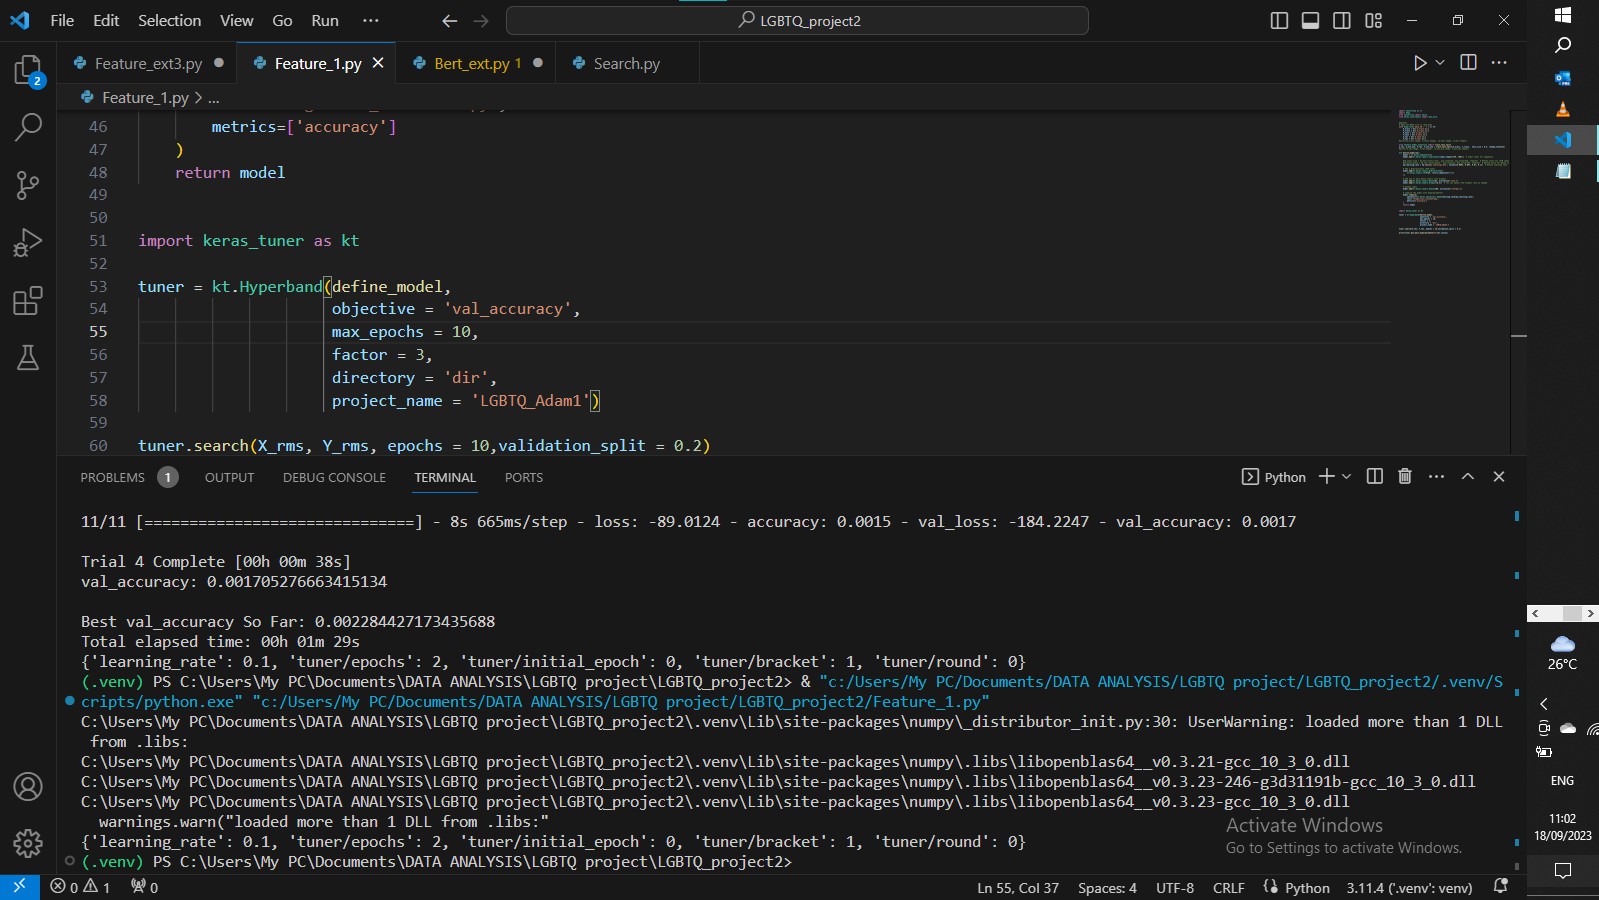 File Edit Selection View Go Run ··· LGBTQ_project2
Feature_ext3.py Feature_1.py Bert_ext.py 1 Search.py
Feature_1.py > ...
46 metrics=['accuracy']
47 )
48 return model
49
50
51 import keras_tuner as kt
52
53 tuner = kt.Hyperband(define_model,
54 objective = 'val_accuracy',
55 max_epochs = 10,
56 factor = 3,
57 directory = 'dir',
58 project_name = 'LGBTQ_Adam1')
59
60 tuner.search(X_rms, Y_rms, epochs = 10,validation_split = 0.2)
PROBLEMS 1 OUTPUT DEBUG CONSOLE TERMINAL PORTS Python
11/11 [==============================] - 8s 665ms/step - loss: -89.0124 - accuracy: 0.0015 - val_loss: -184.2247 - val_accuracy: 0.0017
Trial 4 Complete [00h 00m 38s]
val_accuracy: 0.001705276663415134
Best val_accuracy So Far: 0.002284427173435688
Total elapsed time: 00h 01m 29s
{'learning_rate': 0.1, 'tuner/epochs': 2, 'tuner/initial_epoch': 0, 'tuner/bracket': 1, 'tuner/round': 0}
(.venv) PS C:\Users\My PC\Documents\DATA ANALYSIS\LGBTQ project\LGBTQ_project2> & "c:/Users/My PC/Documents/DATA ANALYSIS/LGBTQ project/LGBTQ_project2/.venv/S
cripts/python.exe" "c:/Users/My PC/Documents/DATA ANALYSIS/LGBTQ project/LGBTQ_project2/Feature_1.py"
C:\Users\My PC\Documents\DATA ANALYSIS\LGBTQ project\LGBTQ_project2\.venv\Lib\site-packages\numpy\_distributor_init.py:30: UserWarning: loaded more than 1 DLL
from .libs:
C:\Users\My PC\Documents\DATA ANALYSIS\LGBTQ project\LGBTQ_project2\.venv\Lib\site-packages\numpy\.libs\libopenblas64__v0.3.21-gcc_10_3_0.dll
C:\Users\My PC\Documents\DATA ANALYSIS\LGBTQ project\LGBTQ_project2\.venv\Lib\site-packages\numpy\.libs\libopenblas64__v0.3.23-246-g3d31191b-gcc_10_3_0.dll
C:\Users\My PC\Documents\DATA ANALYSIS\LGBTQ project\LGBTQ_project2\.venv\Lib\site-packages\numpy\.libs\libopenblas64__v0.3.23-gcc_10_3_0.dll
warnings.warn("loaded more than 1 DLL from .libs:"
{'learning_rate': 0.1, 'tuner/epochs': 2, 'tuner/initial_epoch': 0, 'tuner/bracket': 1, 'tuner/round': 0}
(.venv) PS C:\Users\My PC\Documents\DATA ANALYSIS\LGBTQ project\LGBTQ_project2>
Activate Windows
Go to Settings to activate Windows.
0 1 0 Ln 55, Col 37 Spaces: 4 UTF-8 CRLF Python 3.11.4 ('.venv': venv)
2
26°C
ENG
11:02
18/09/2023